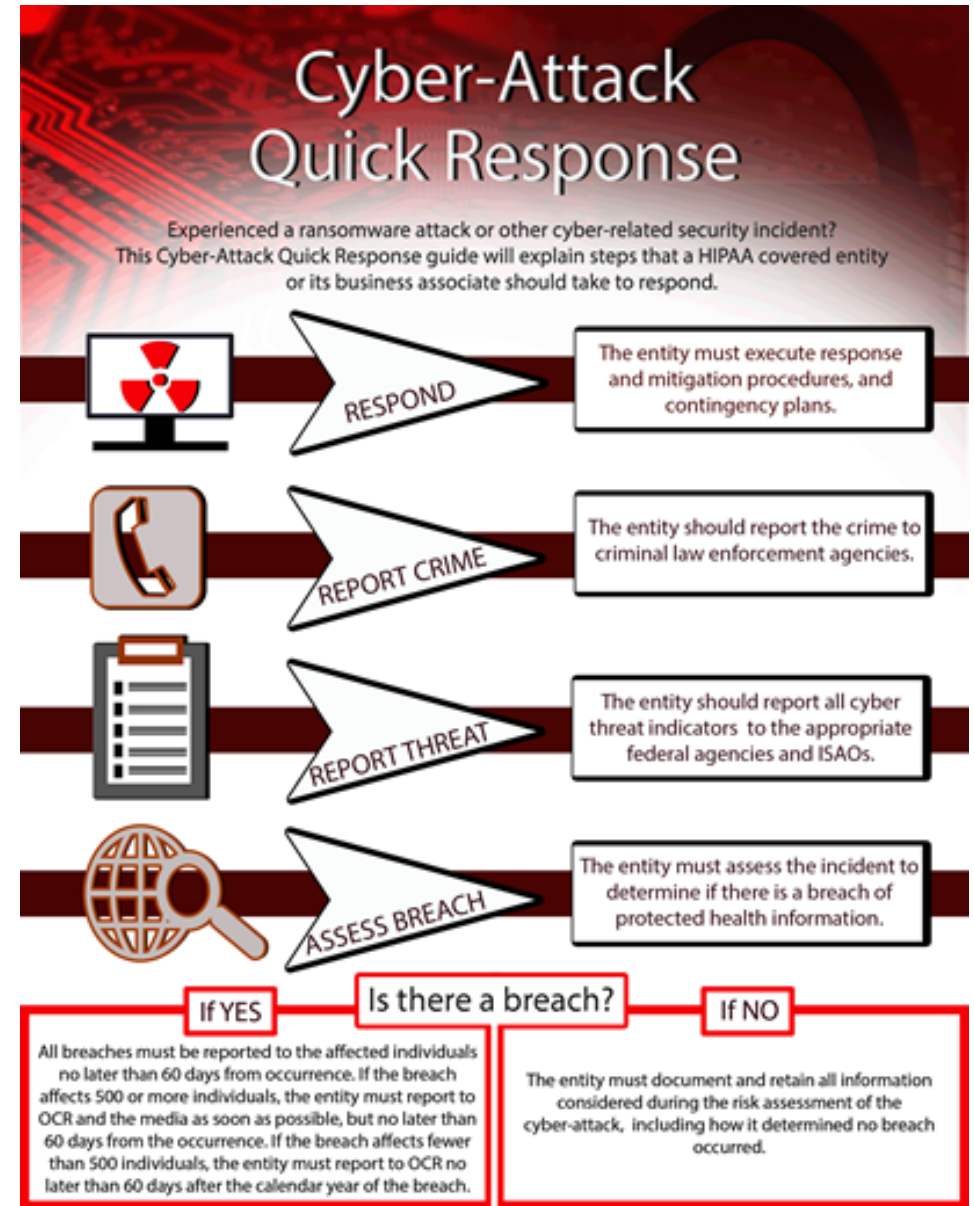 Cyber-Attack
Quick Response
Experienced a ransomware attack or other cyber-related security incident?
This Cyber-Attack Quick Response guide will explain steps that a HIPAA covered entity
or its business associate should take to respond.
RESPOND
The entity must execute response
and mitigation procedures, and
contingency plans.
REPORT CRIME
The entity should report the crime to
criminal law enforcement agencies.
REPORT THREAT
The entity should report all cyber
threat indicators to the appropriate
federal agencies and ISAOs.
ASSESS BREACH
The entity must assess the incident to
determine if there is a breach of
protected health information.
Is there a breach?
If YES
All breaches must be reported to the affected individuals
no later than 60 days from occurrence. If the breach
affects 500 or more individuals, the entity must report to
OCR and the media as soon as possible, but no later than
60 days from the occurrence. If the breach affects fewer
than 500 individuals, the entity must report to OCR no
later than 60 days after the calendar year of the breach.
If NO
The entity must document and retain all information
considered during the risk assessment of the
cyber-attack, including how it determined no breach
occurred.